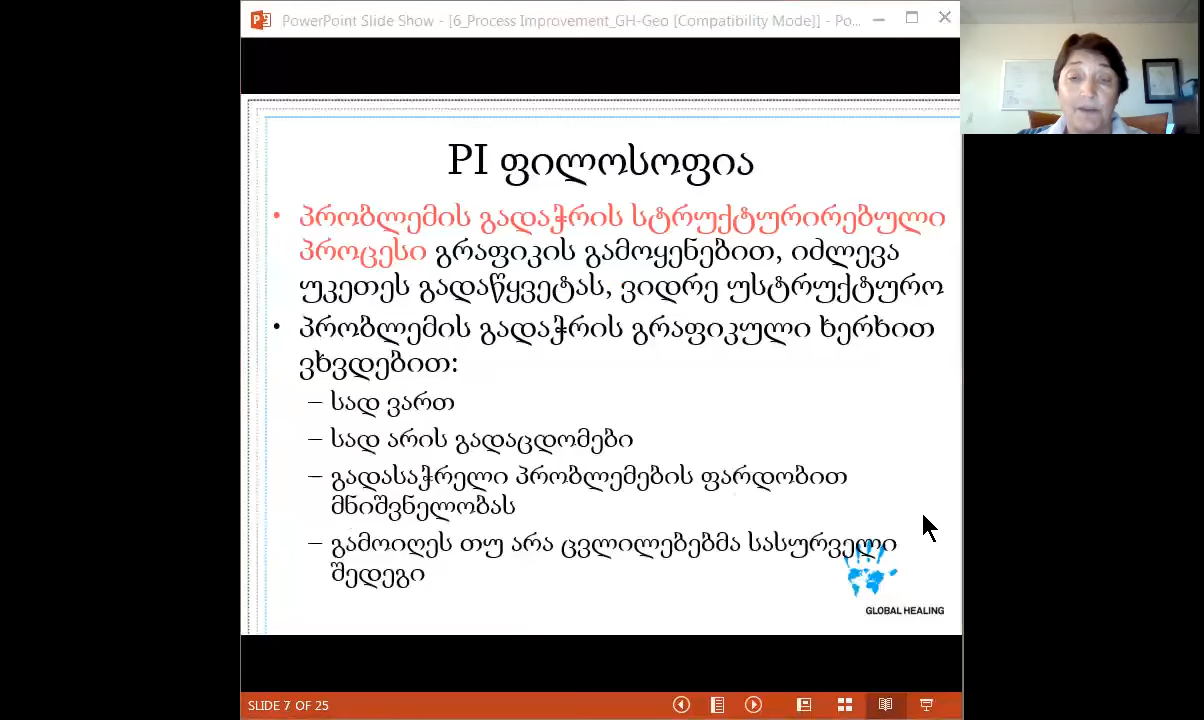 PowerPoint Slide Show - [6_Process Improvement_GH-Geo [Compatibility Mode]] - Po...
PI ფილოსოფია
• პრობლემის გადაჭრის სტრუქტურირებული
პროცესი გრაფიკის გამოყენებით, იძლევა
უკეთეს გადაწყვეტას, ვიდრე უსტრუქტურო
• პრობლემის გადაჭრის გრაფიკული ხერხით
ვხვდებით:
– სად ვართ
– სად არის გადაცდომები
– გადასაჭრელი პრობლემების ფარდობით
მნიშვნელობას
– გამოიღეს თუ არა ცვლილებებმა სასურველი
შედეგი
GLOBAL HEALING
SLIDE 7 OF 25